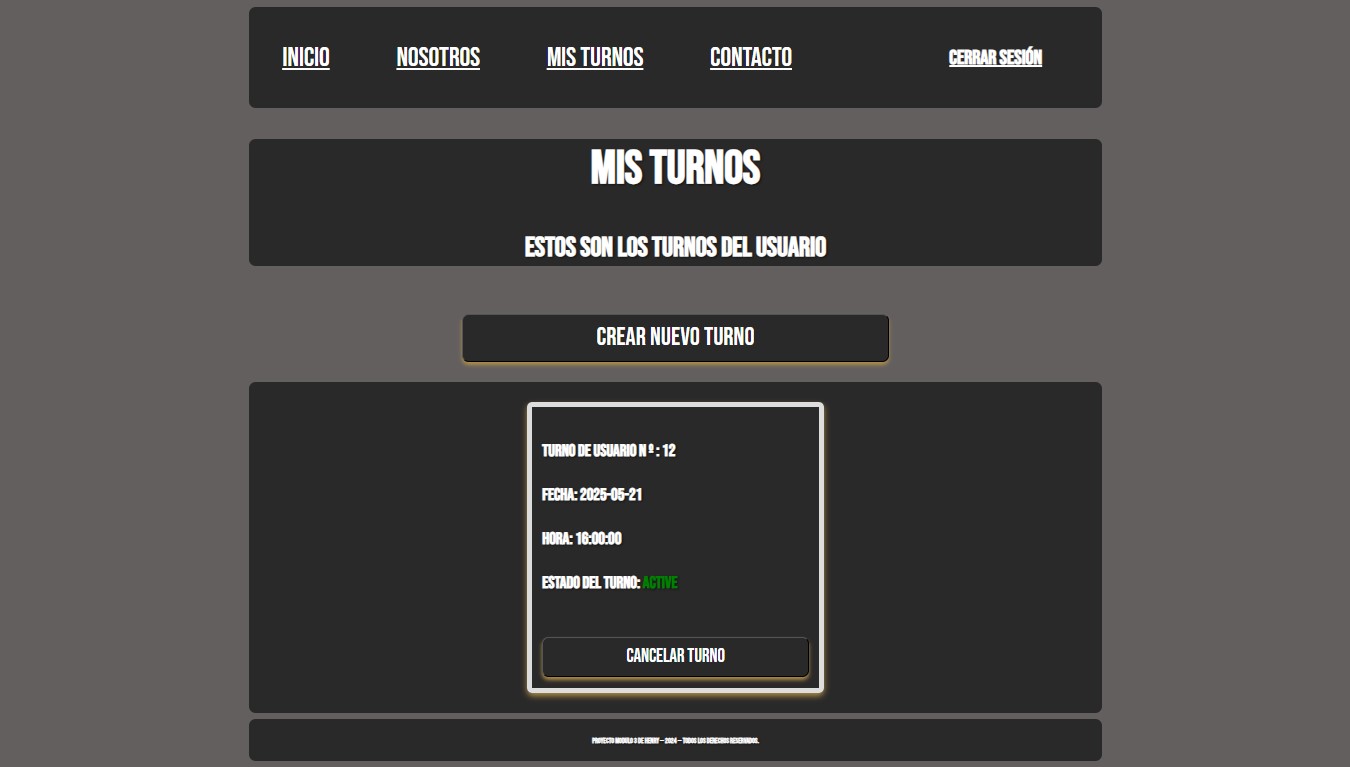 INICIO NOSOTROS MIS TURNOS CONTACTO CERRAR SESIÓN
MIS TURNOS
ESTOS SON LOS TURNOS DEL USUARIO
CREAR NUEVO TURNO
TURNO DE USUARIO N º : 12
FECHA: 2025-05-21
HORA: 16:00:00
ESTADO DEL TURNO: ACTIVE
CANCELAR TURNO
PROYECTO MODULO 3 DE HENRY – 2024 – TODOS LOS DERECHOS RESERVADOS.